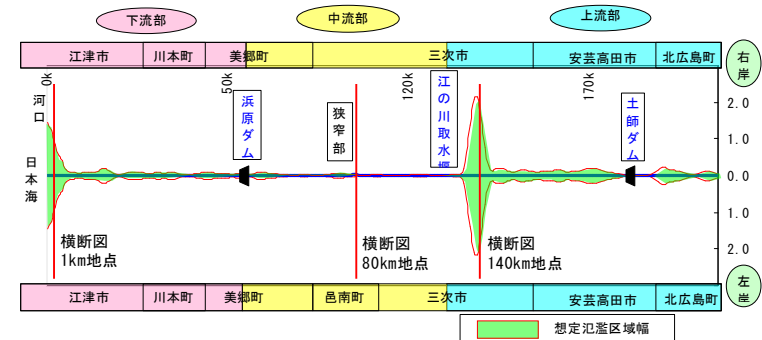 下流部
中流部
上流部
江津市
川本町
美郷町
三次市
安芸高田市
北広島町
右岸
0k
50k
120k
170k
河口
浜原ダム
狭窄部
江の川取水堰
土師ダム
2.0
1.0
0.0
1.0
2.0
日本海
横断図
1km地点
横断図
80km地点
横断図
140km地点
江津市
川本町
美郷町
邑南町
三次市
安芸高田市
北広島町
左岸
想定氾濫区域幅